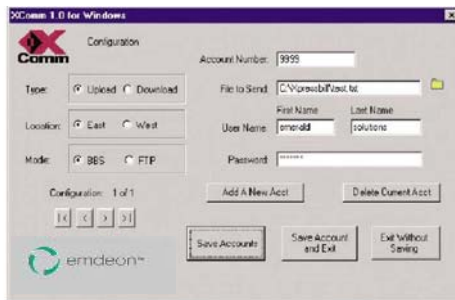 XComm 1.0 for Windows
X
Comm
Configuration
Account Number: 9999
Type: Upload Download
File to Send: C:\Xpressbill\test.txt
First Name Last Name
Location: East West
User Name: emerald solutions
Mode: BBS FTP
Password: *******
Configuration: 1 of 1
Add A New Acct
Delete Current Acct
|< < > >|
Save Accounts
Save Account
and Exit
Exit Without
Saving
emdeon™